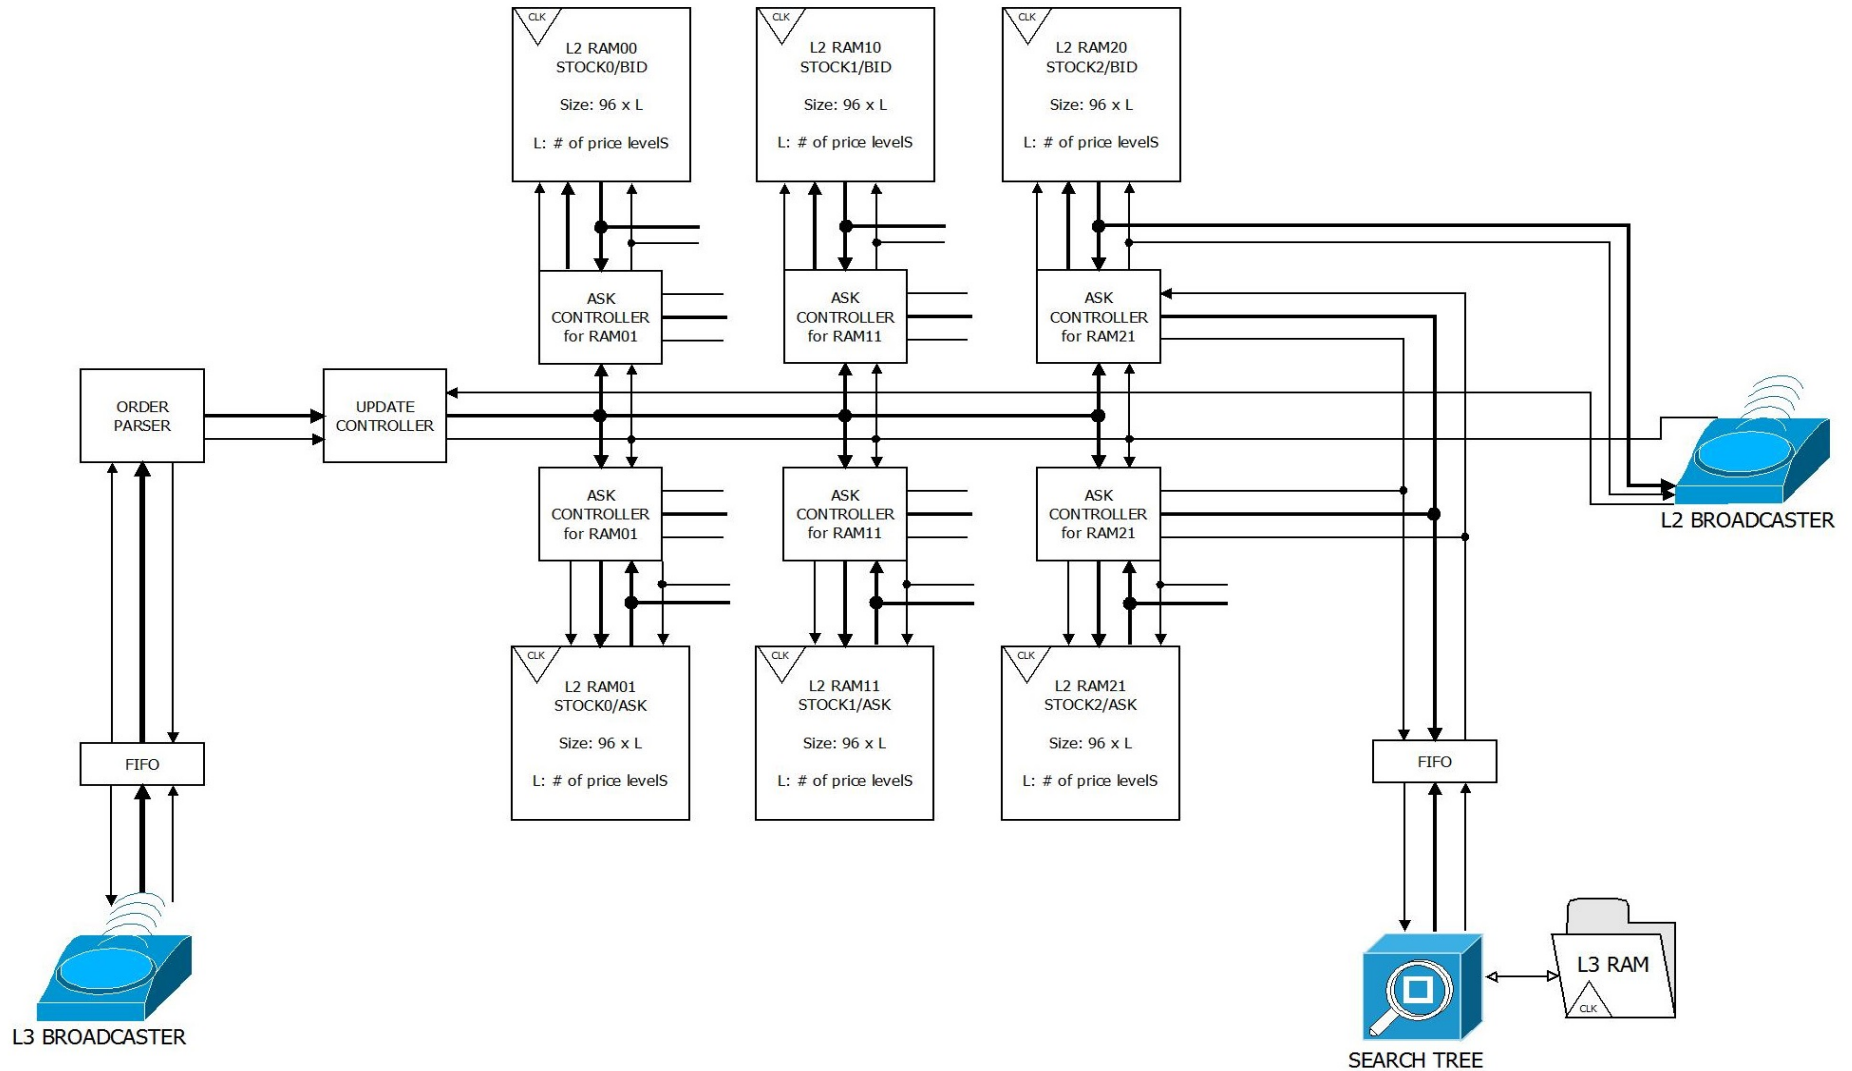 CLK
L2 RAM00
STOCK0/BID
Size: 96 x L
L: # of price levelS
CLK
L2 RAM10
STOCK1/BID
Size: 96 x L
L: # of price levelS
CLK
L2 RAM20
STOCK2/BID
Size: 96 x L
L: # of price levelS
ASK
CONTROLLER
for RAM01
ASK
CONTROLLER
for RAM11
ASK
CONTROLLER
for RAM21
ORDER
PARSER
UPDATE
CONTROLLER
L2 BROADCASTER
ASK
CONTROLLER
for RAM01
ASK
CONTROLLER
for RAM11
ASK
CONTROLLER
for RAM21
CLK
L2 RAM01
STOCK0/ASK
Size: 96 x L
L: # of price levelS
CLK
L2 RAM11
STOCK1/ASK
Size: 96 x L
L: # of price levelS
CLK
L2 RAM21
STOCK2/ASK
Size: 96 x L
L: # of price levelS
FIFO
FIFO
L3 BROADCASTER
L3 RAM
CLK
SEARCH TREE